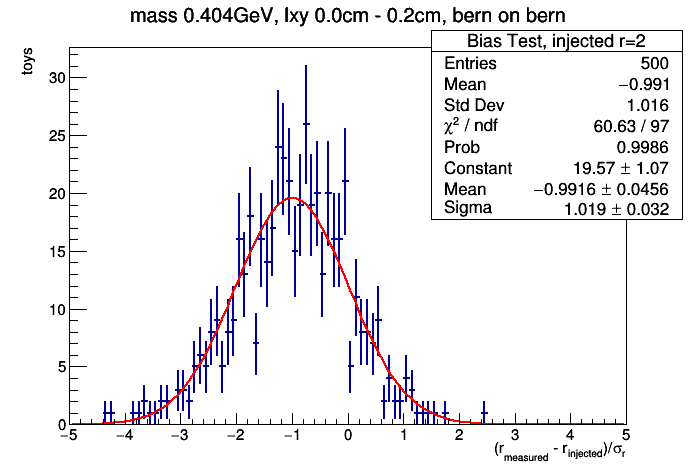 mass 0.404GeV, lxy 0.0cm - 0.2cm, bern on bern
toys
Bias Test, injected r=2
Entries 500
Mean −0.991
Std Dev 1.016
χ² / ndf 60.63 / 97
Prob 0.9986
Constant 19.57 ± 1.07
Mean −0.9916 ± 0.0456
Sigma 1.019 ± 0.032
30
25
20
15
10
5
0
−5 −4 −3 −2 −1 0 1 2 3 4 5
(r_measured - r_injected)/σ_r